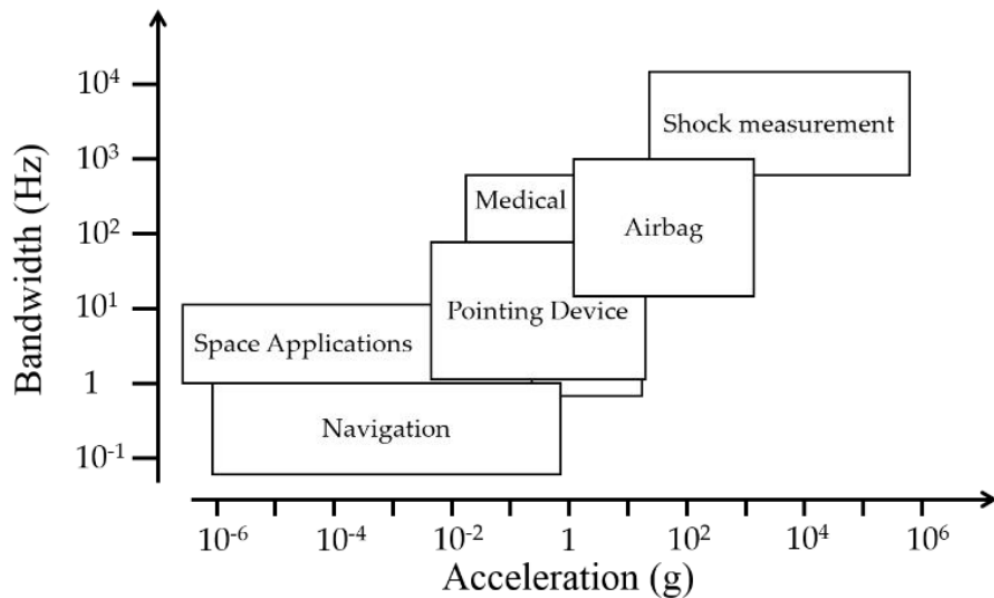 Bandwidth (Hz)
10⁴
10³
10²
10¹
1
10⁻¹
Shock measurement
Medical
Airbag
Pointing Device
Space Applications
Navigation
10⁻⁶ 10⁻⁴ 10⁻² 1 10² 10⁴ 10⁶
Acceleration (g)